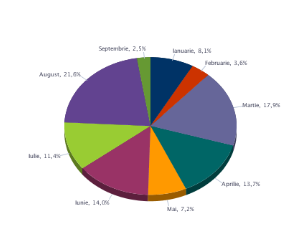 Septembrie, 2,5%
Ianuarie, 8,1%
Februarie, 3,6%
August, 21,6%
Martie, 17,9%
Iulie, 11,4%
Aprilie, 13,7%
Iunie, 14,0%
Mai, 7,2%